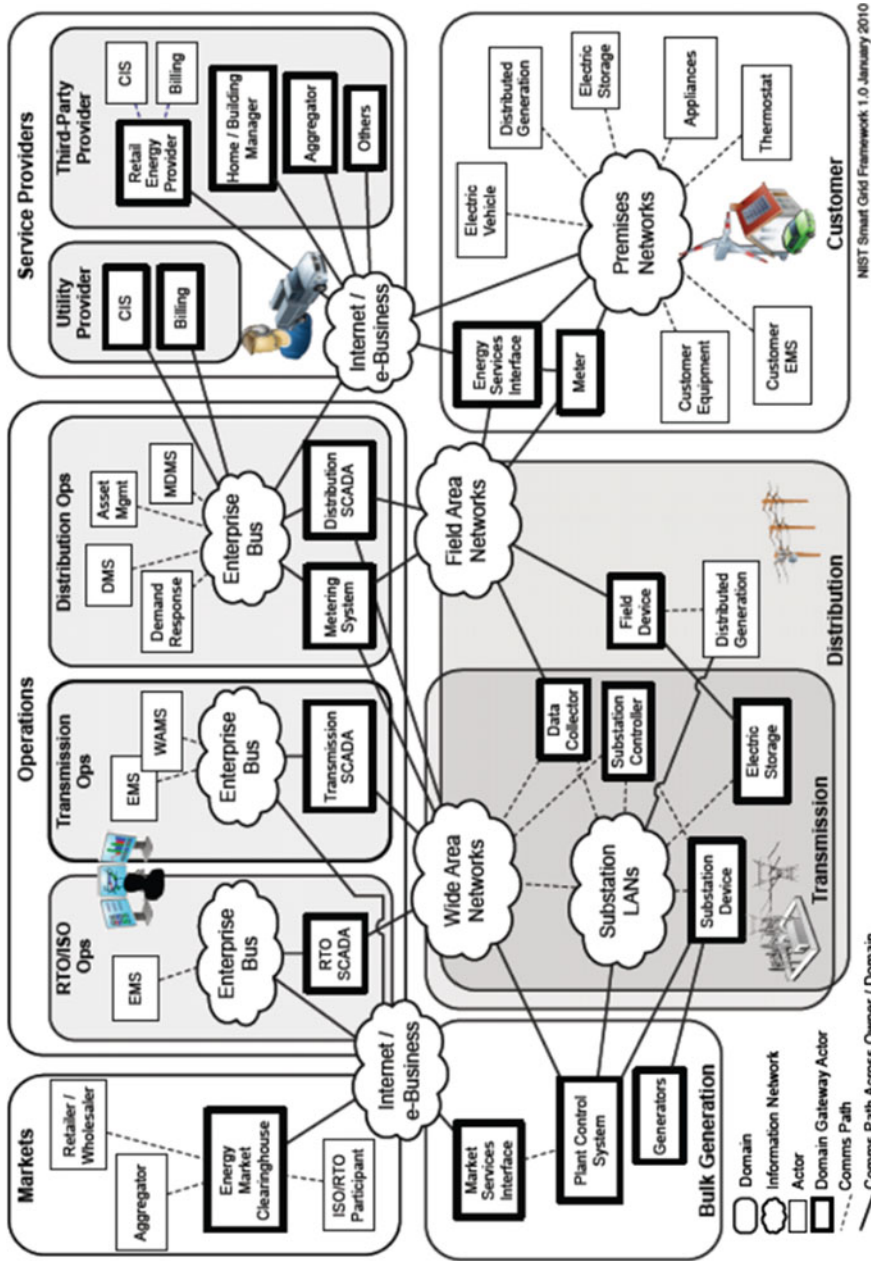 Markets
Retailer /
Wholesaler
Aggregator
Energy
Market
Clearinghouse
ISO/RTO
Participant
Operations
RTO/ISO
Ops
EMS
Enterprise
Bus
RTO
SCADA
Transmission
Ops
EMS
WAMS
Enterprise
Bus
Transmission
SCADA
Distribution Ops
DMS
Asset
Mgmt
Demand
Response
MDMS
Enterprise
Bus
Metering
System
Distribution
SCADA
Service Providers
Utility
Provider
CIS
Billing
Third-Party
Provider
CIS
Retail
Energy
Provider
Billing
Home / Building
Manager
Aggregator
Others
Internet /
e-Business
Internet /
e-Business
Wide Area
Networks
Field Area
Networks
Bulk Generation
Market
Services
Interface
Plant Control
System
Generators
Data
Collector
Substation
Controller
Substation
LANs
Substation
Device
Electric
Storage
Field
Device
Distributed
Generation
Transmission
Distribution
Energy
Services
Interface
Meter
Premises
Networks
Electric
Vehicle
Distributed
Generation
Electric
Storage
Appliances
Thermostat
Customer
Equipment
Customer
EMS
Customer
Domain
Information Network
Actor
Domain Gateway Actor
Comms Path
Comms Path Across Owner / Domain
NIST Smart Grid Framework 1.0 January 2010